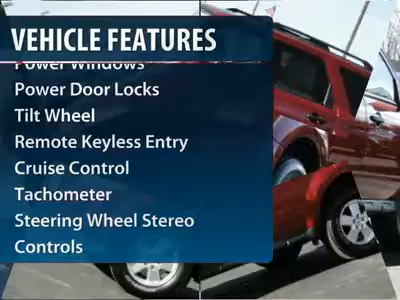 VEHICLE FEATURES
Power Windows
Power Door Locks
Tilt Wheel
Remote Keyless Entry
Cruise Control
Tachometer
Steering Wheel Stereo
Controls